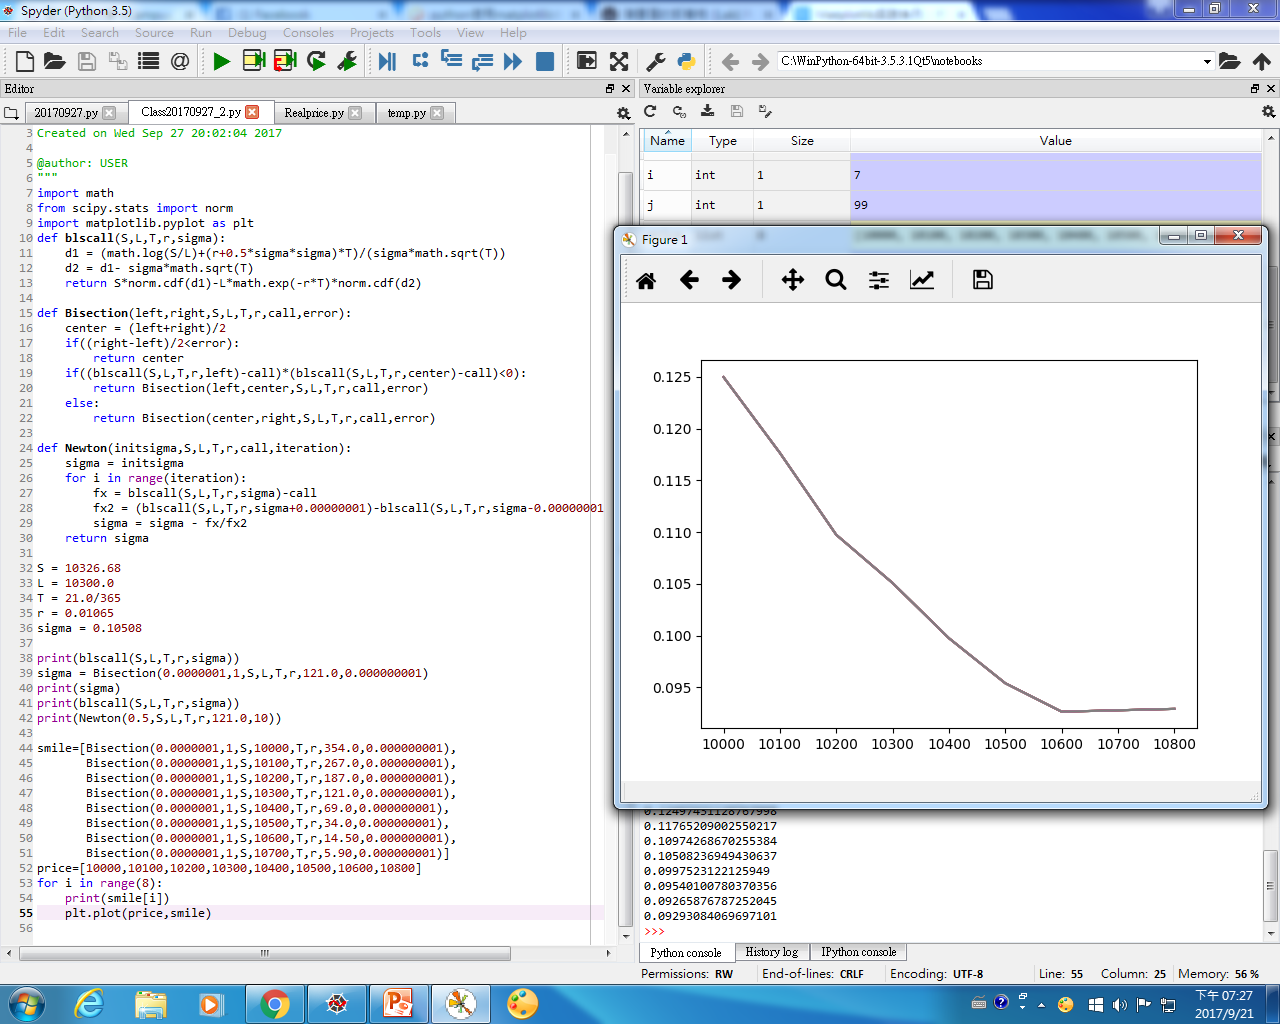 Spyder (Python 3.5)
File Edit Search Source Run Debug Consoles Projects Tools View Help
C:\WinPython-64bit-3.5.3.1Qt5\notebooks
Editor
20170927.py Class20170927_2.py Realprice.py temp.py
3 Created on Wed Sep 27 20:02:04 2017
4
5 @author: USER
6 """
7 import math
8 from scipy.stats import norm
9 import matplotlib.pyplot as plt
10 def blscall(S,L,T,r,sigma):
11     d1 = (math.log(S/L)+(r+0.5*sigma*sigma)*T)/(sigma*math.sqrt(T))
12     d2 = d1- sigma*math.sqrt(T)
13     return S*norm.cdf(d1)-L*math.exp(-r*T)*norm.cdf(d2)
14
15 def Bisection(left,right,S,L,T,r,call,error):
16     center = (left+right)/2
17     if((right-left)/2<error):
18         return center
19     if((blscall(S,L,T,r,left)-call)*(blscall(S,L,T,r,center)-call)<0):
20         return Bisection(left,center,S,L,T,r,call,error)
21     else:
22         return Bisection(center,right,S,L,T,r,call,error)
23
24 def Newton(initsigma,S,L,T,r,call,iteration):
25     sigma = initsigma
26     for i in range(iteration):
27         fx = blscall(S,L,T,r,sigma)-call
28         fx2 = (blscall(S,L,T,r,sigma+0.00000001)-blscall(S,L,T,r,sigma-0.00000001
29         sigma = sigma - fx/fx2
30     return sigma
31
32 S = 10326.68
33 L = 10300.0
34 T = 21.0/365
35 r = 0.01065
36 sigma = 0.10508
37
38 print(blscall(S,L,T,r,sigma))
39 sigma = Bisection(0.0000001,1,S,L,T,r,121.0,0.000000001)
40 print(sigma)
41 print(blscall(S,L,T,r,sigma))
42 print(Newton(0.5,S,L,T,r,121.0,10))
43
44 smile=[Bisection(0.0000001,1,S,10000,T,r,354.0,0.000000001),
45        Bisection(0.0000001,1,S,10100,T,r,267.0,0.000000001),
46        Bisection(0.0000001,1,S,10200,T,r,187.0,0.000000001),
47        Bisection(0.0000001,1,S,10300,T,r,121.0,0.000000001),
48        Bisection(0.0000001,1,S,10400,T,r,69.0,0.000000001),
49        Bisection(0.0000001,1,S,10500,T,r,34.0,0.000000001),
50        Bisection(0.0000001,1,S,10600,T,r,14.50,0.000000001),
51        Bisection(0.0000001,1,S,10700,T,r,5.90,0.000000001)]
52 price=[10000,10100,10200,10300,10400,10500,10600,10800]
53 for i in range(8):
54     print(smile[i])
55     plt.plot(price,smile)
56
Variable explorer
Name Type Size Value
i int 1 7
j int 1 99
Figure 1
0.125
0.120
0.115
0.110
0.105
0.100
0.095
10000 10100 10200 10300 10400 10500 10600 10700 10800
0.12497431128767998
0.11765209002550217
0.10974268670255384
0.10508236949430637
0.0997523122125949
0.09540100780370356
0.09265876787252045
0.09293084069697101
>>>
Python console History log IPython console
Permissions: RW End-of-lines: CRLF Encoding: UTF-8 Line: 55 Column: 25 Memory: 56 %
下午 07:27
2017/9/21